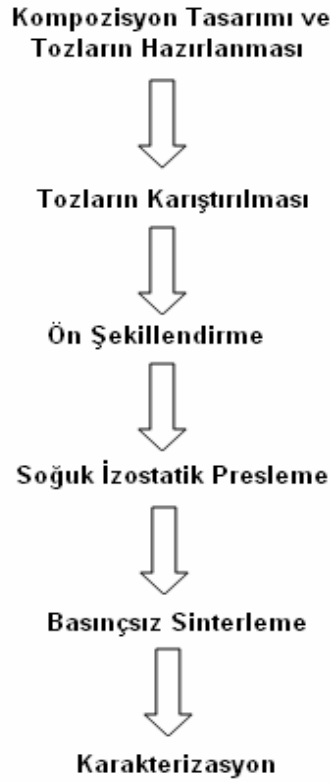 Kompozisyon Tasarımı ve
Tozların Hazırlanması
Tozların Karıştırılması
Ön Şekillendirme
Soğuk İzostatik Presleme
Basınçsız Sinterleme
Karakterizasyon